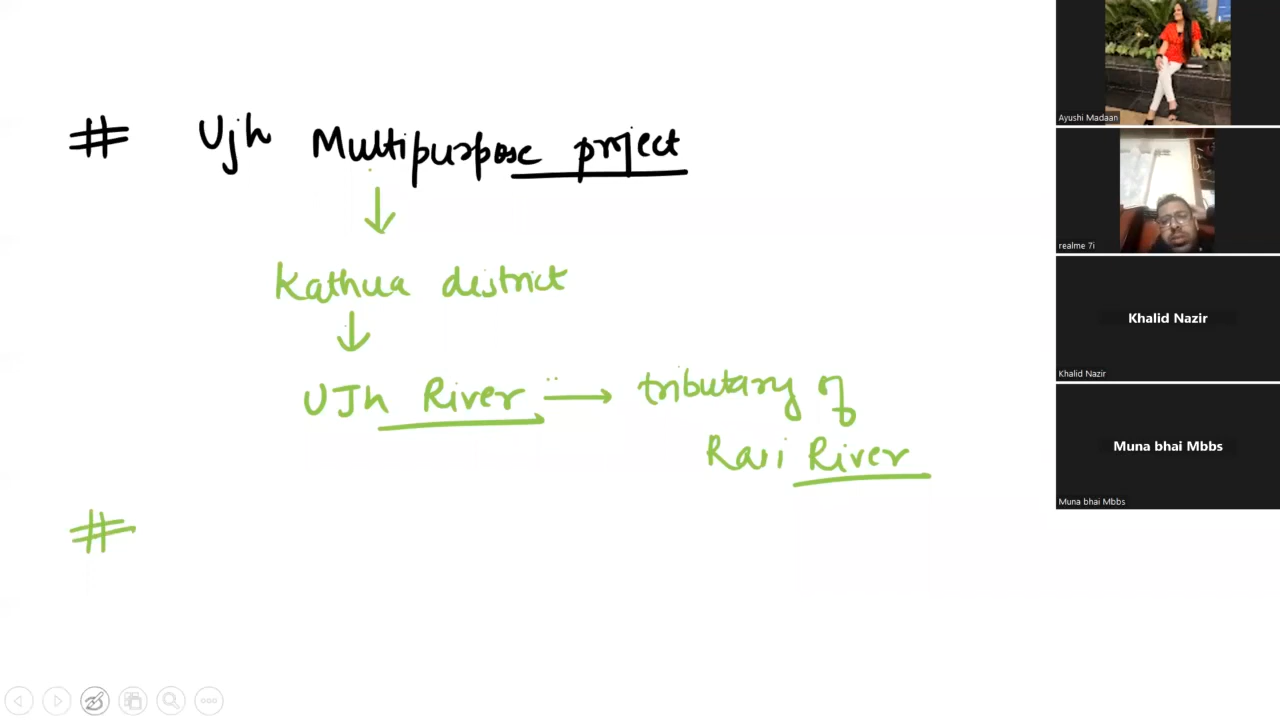 # Ujh Multipurpose project
↓
Kathua district
↓
UJh River → tributary of
Ravi River
#
Ayushi Madaan
realme 7i
Khalid Nazir
Khalid Nazir
Muna bhai Mbbs
Muna bhai Mbbs